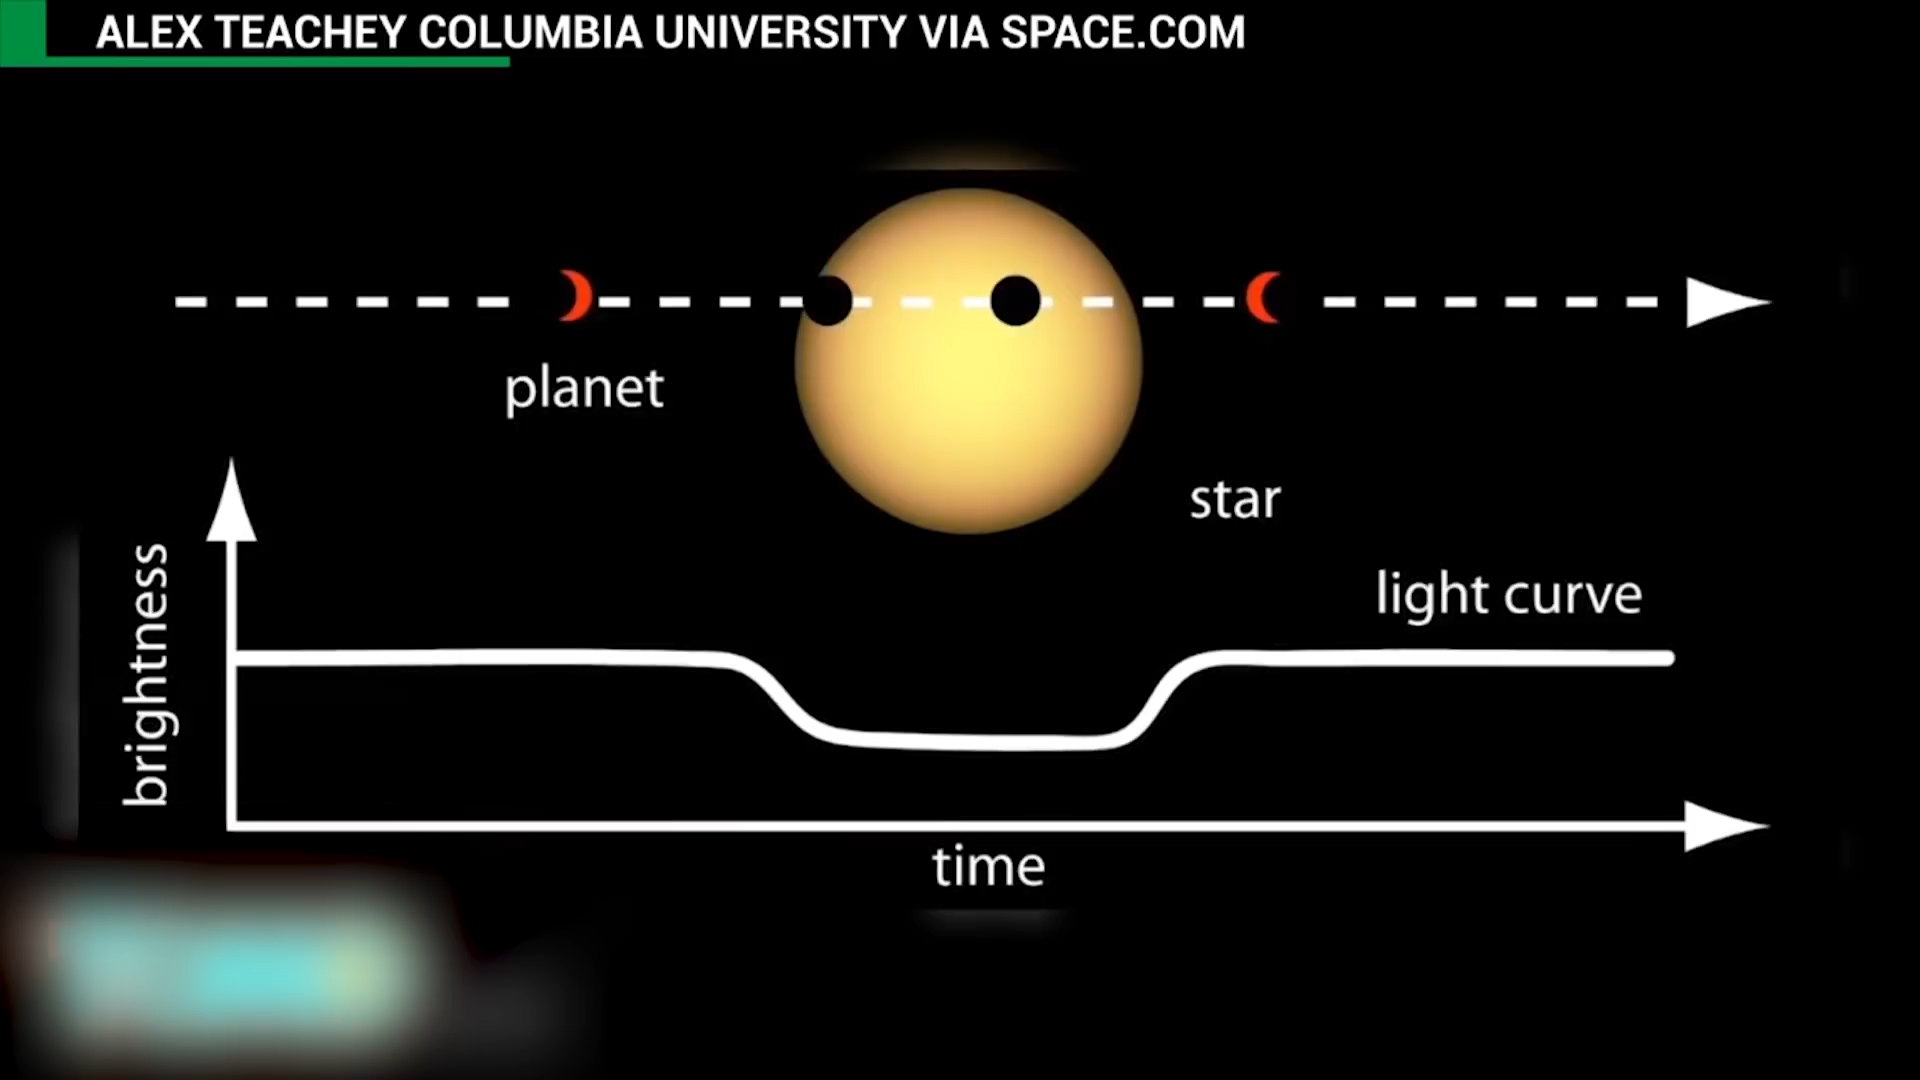 ALEX TEACHEY COLUMBIA UNIVERSITY VIA SPACE.COM
planet
star
light curve
brightness
time